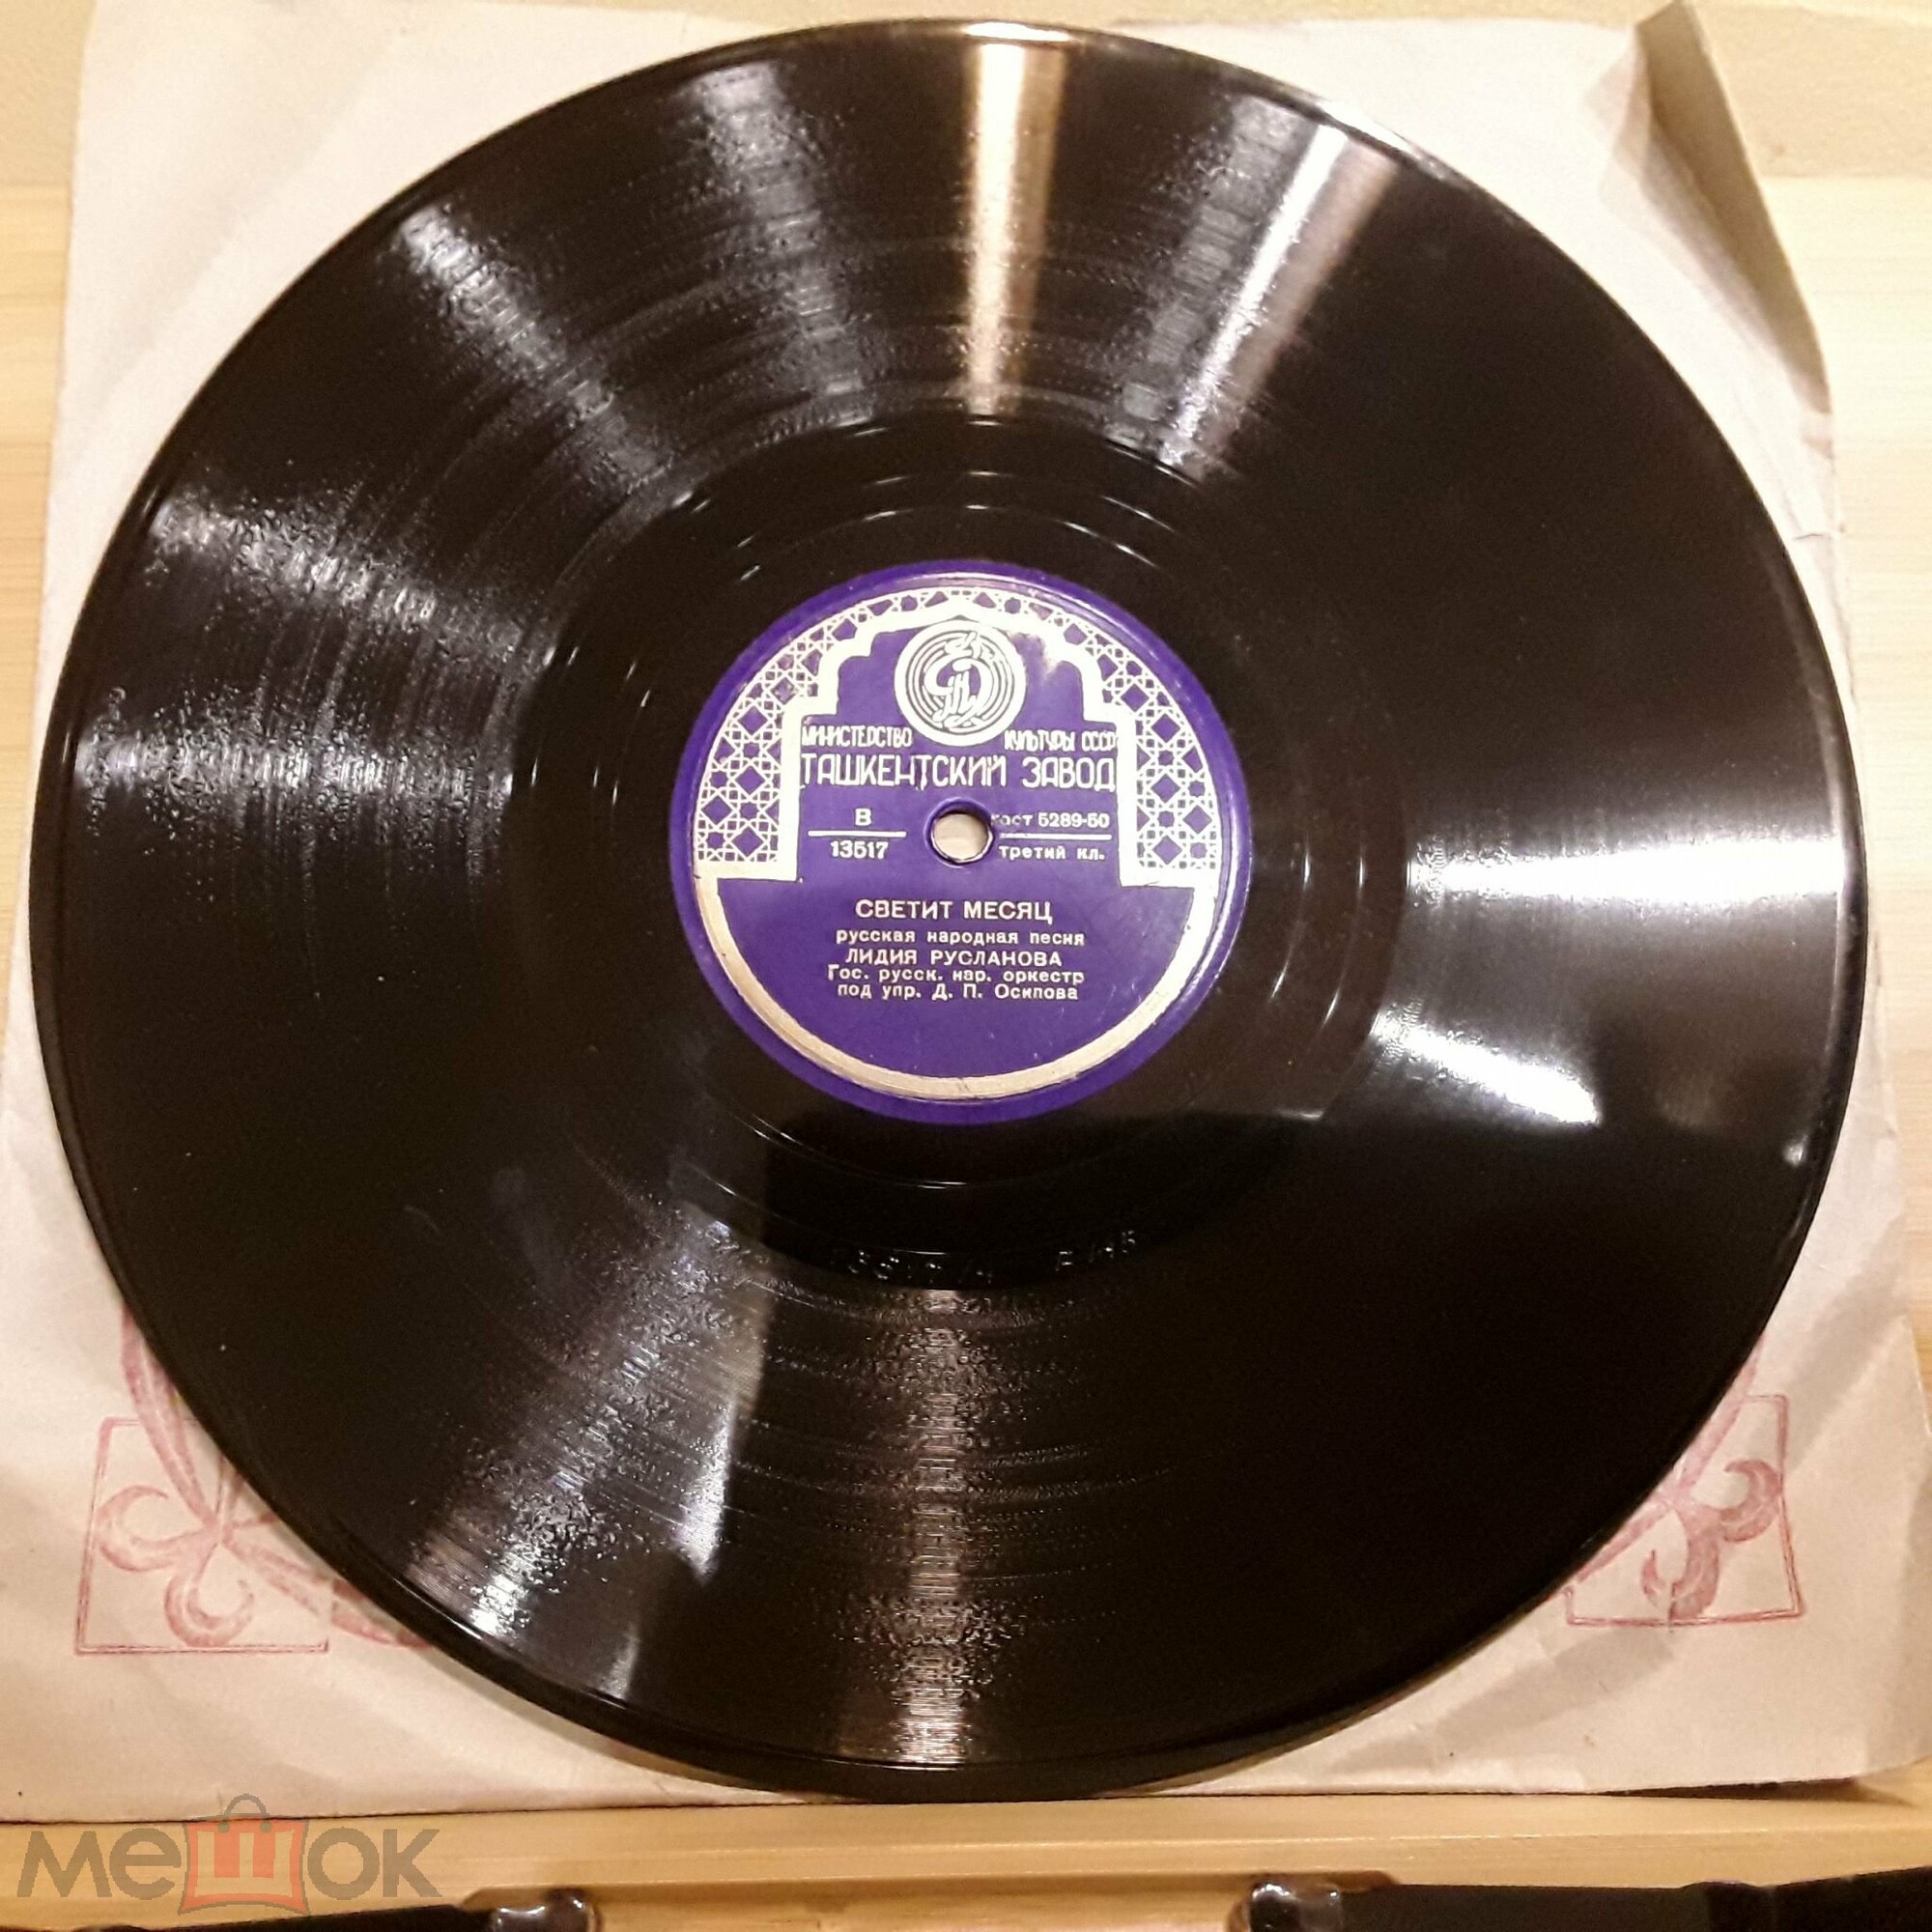 МИНИСТЕРСТВО КУЛЬТУРЫ СССР
ТАШКЕНТСКИЙ ЗАВОД
В гост 5289-50
13517 третий кл.
СВЕТИТ МЕСЯЦ
русская народная песня
ЛИДИЯ РУСЛАНОВА
Гос. русск. нар. оркестр
под упр. Д. П. Осипова
мешок